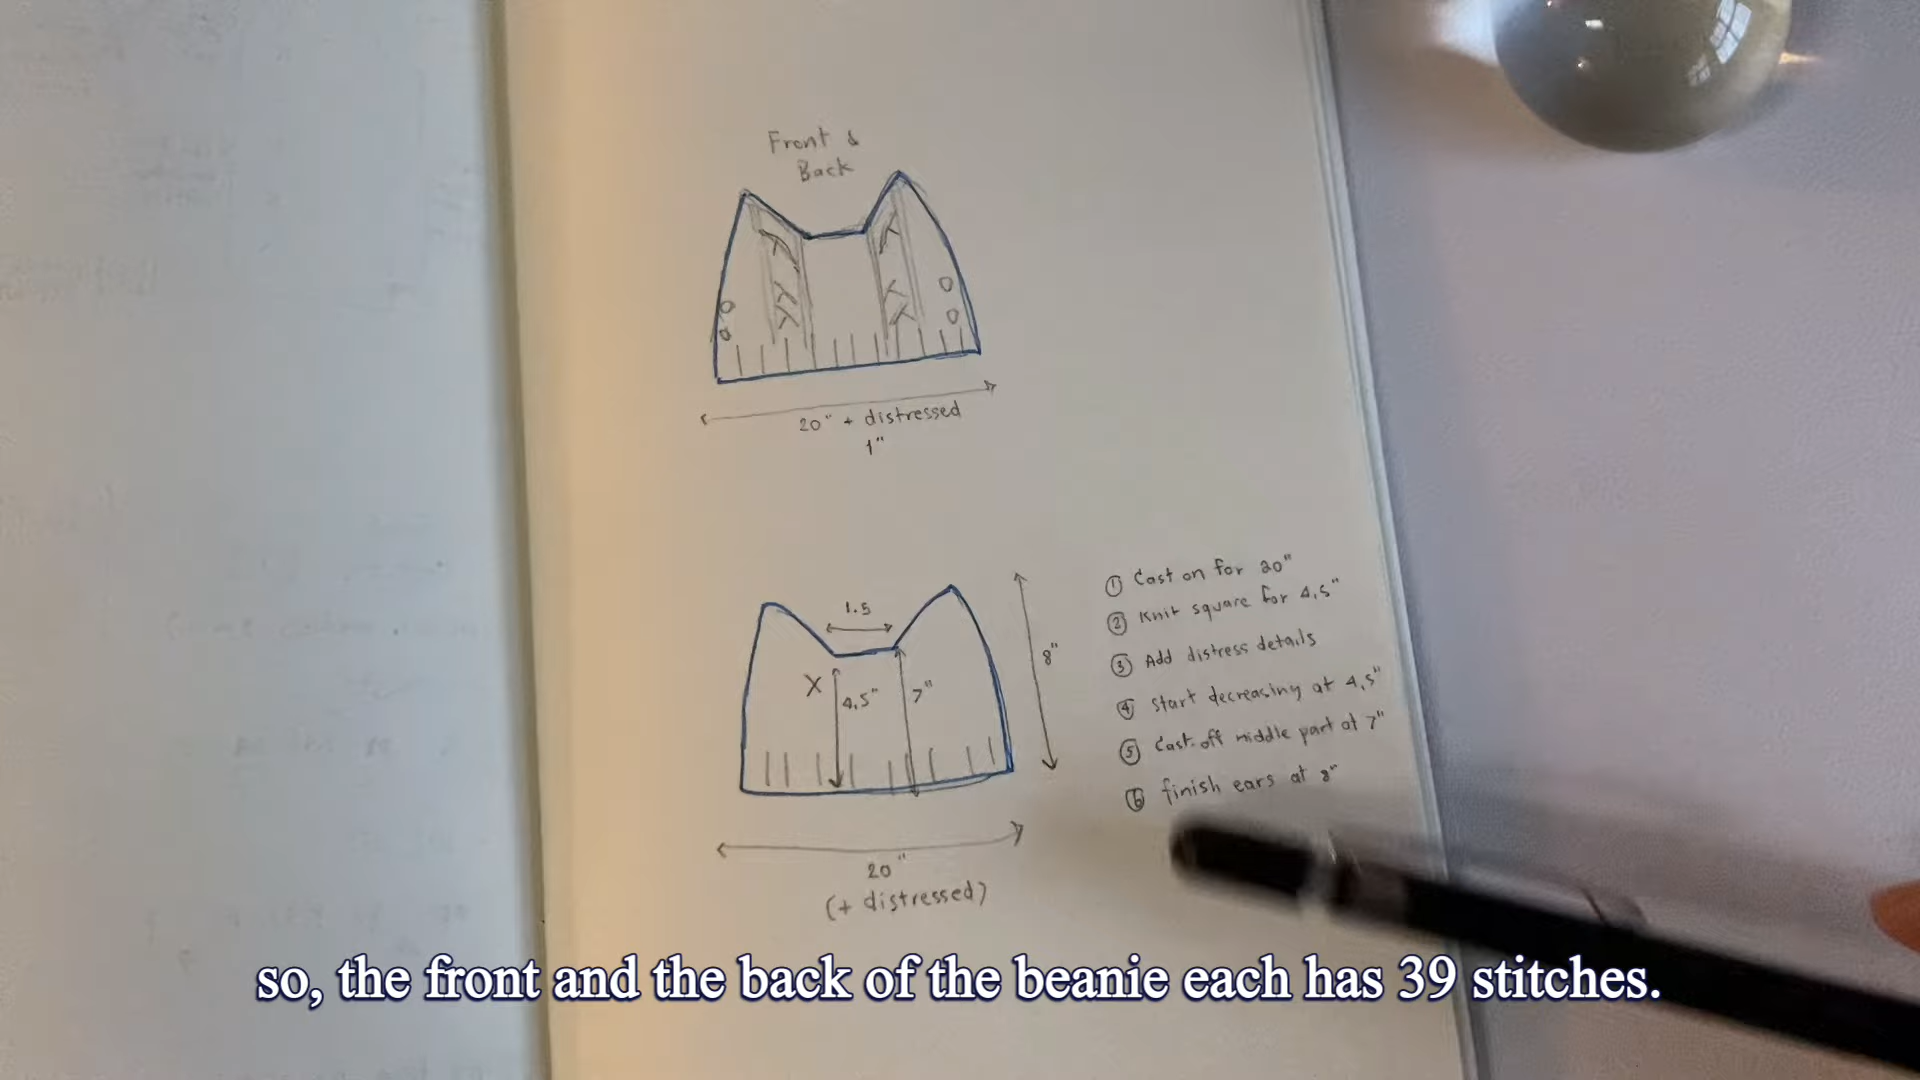 Front &
Back
20" + distressed
1"
1.5
X
4,5"
7"
8"
20"
(+ distressed)
① Cast on for 20"
② Knit square for 4,5"
③ Add distress details
④ Start decreasing at 4,5"
⑤ Cast-off middle part at 7"
⑥ finish ears at 8"
so, the front and the back of the beanie each has 39 stitches.